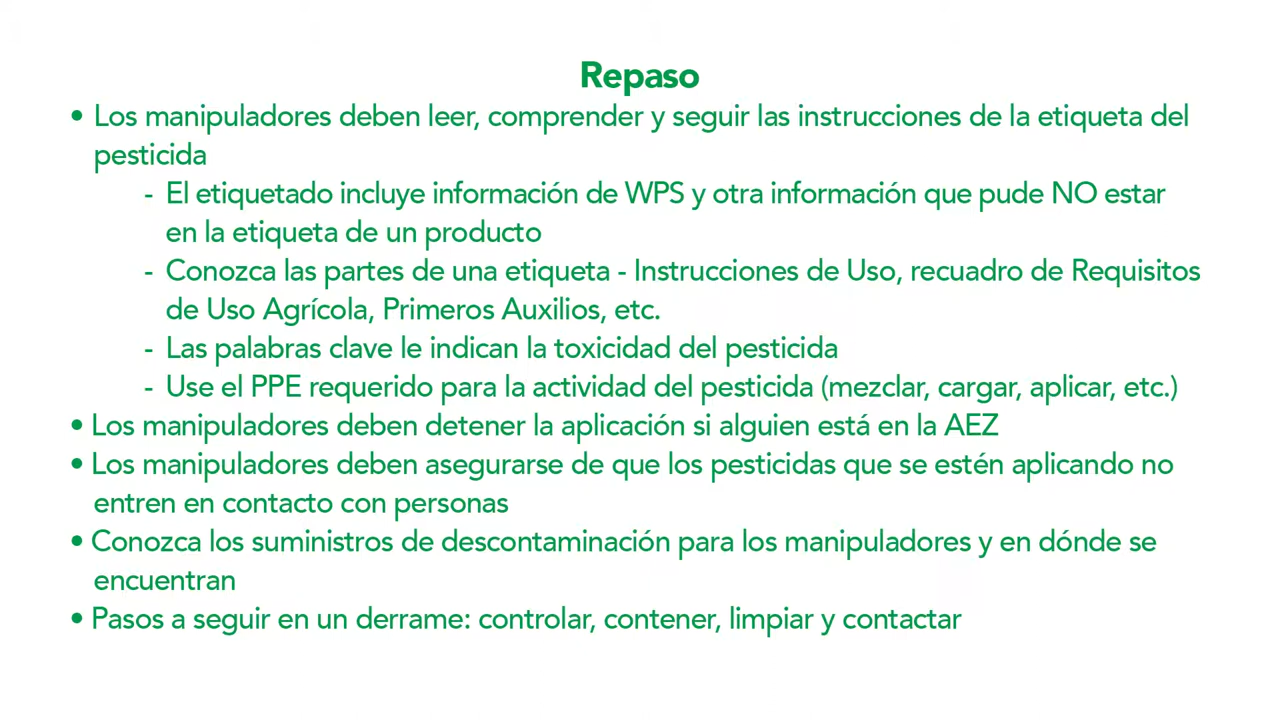 Repaso
• Los manipuladores deben leer, comprender y seguir las instrucciones de la etiqueta del
pesticida
- El etiquetado incluye información de WPS y otra información que pude NO estar
en la etiqueta de un producto
- Conozca las partes de una etiqueta - Instrucciones de Uso, recuadro de Requisitos
de Uso Agrícola, Primeros Auxilios, etc.
- Las palabras clave le indican la toxicidad del pesticida
- Use el PPE requerido para la actividad del pesticida (mezclar, cargar, aplicar, etc.)
• Los manipuladores deben detener la aplicación si alguien está en la AEZ
• Los manipuladores deben asegurarse de que los pesticidas que se estén aplicando no
entren en contacto con personas
• Conozca los suministros de descontaminación para los manipuladores y en dónde se
encuentran
• Pasos a seguir en un derrame: controlar, contener, limpiar y contactar